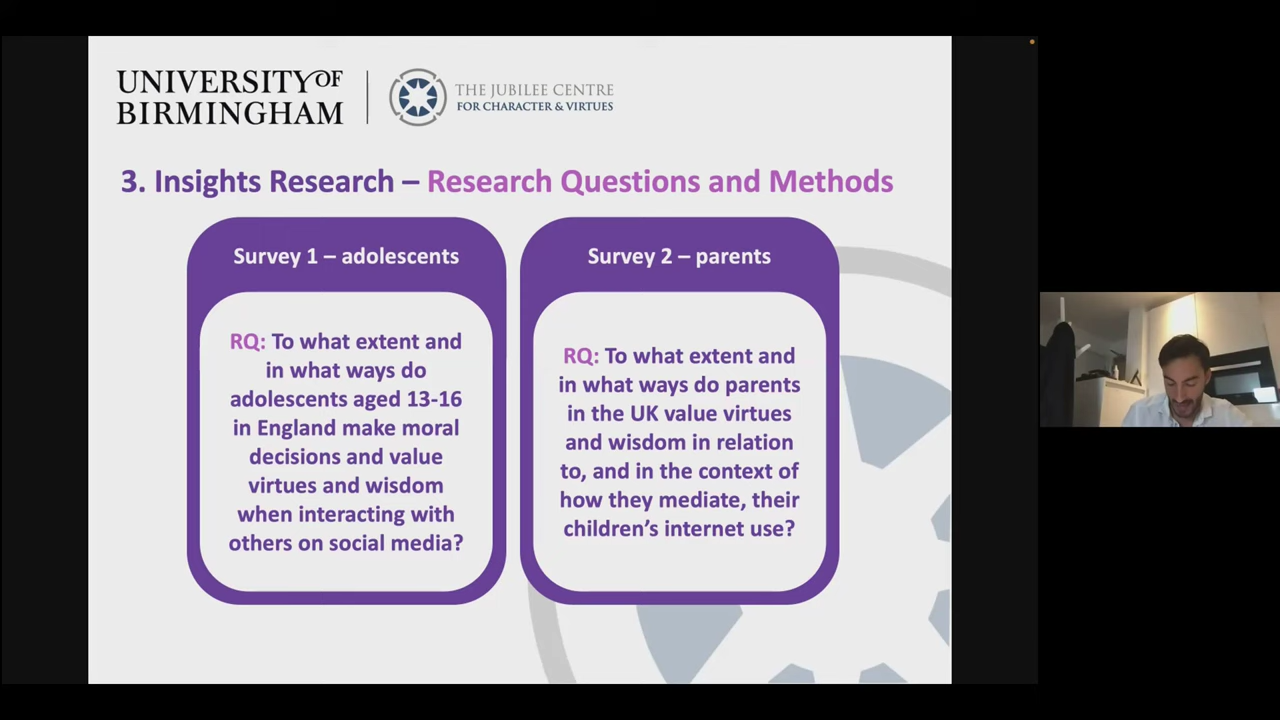 UNIVERSITY OF
BIRMINGHAM
THE JUBILEE CENTRE
FOR CHARACTER & VIRTUES
3. Insights Research – Research Questions and Methods
Survey 1 – adolescents
RQ: To what extent and
in what ways do
adolescents aged 13-16
in England make moral
decisions and value
virtues and wisdom
when interacting with
others on social media?
Survey 2 – parents
RQ: To what extent and
in what ways do parents
in the UK value virtues
and wisdom in relation
to, and in the context of
how they mediate, their
children’s internet use?